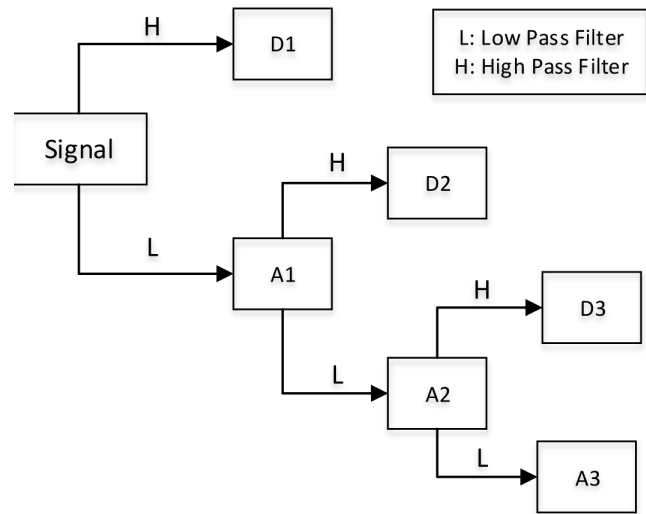 H
D1
L: Low Pass Filter
H: High Pass Filter
Signal
H
D2
L
A1
H
D3
L
A2
L
A3